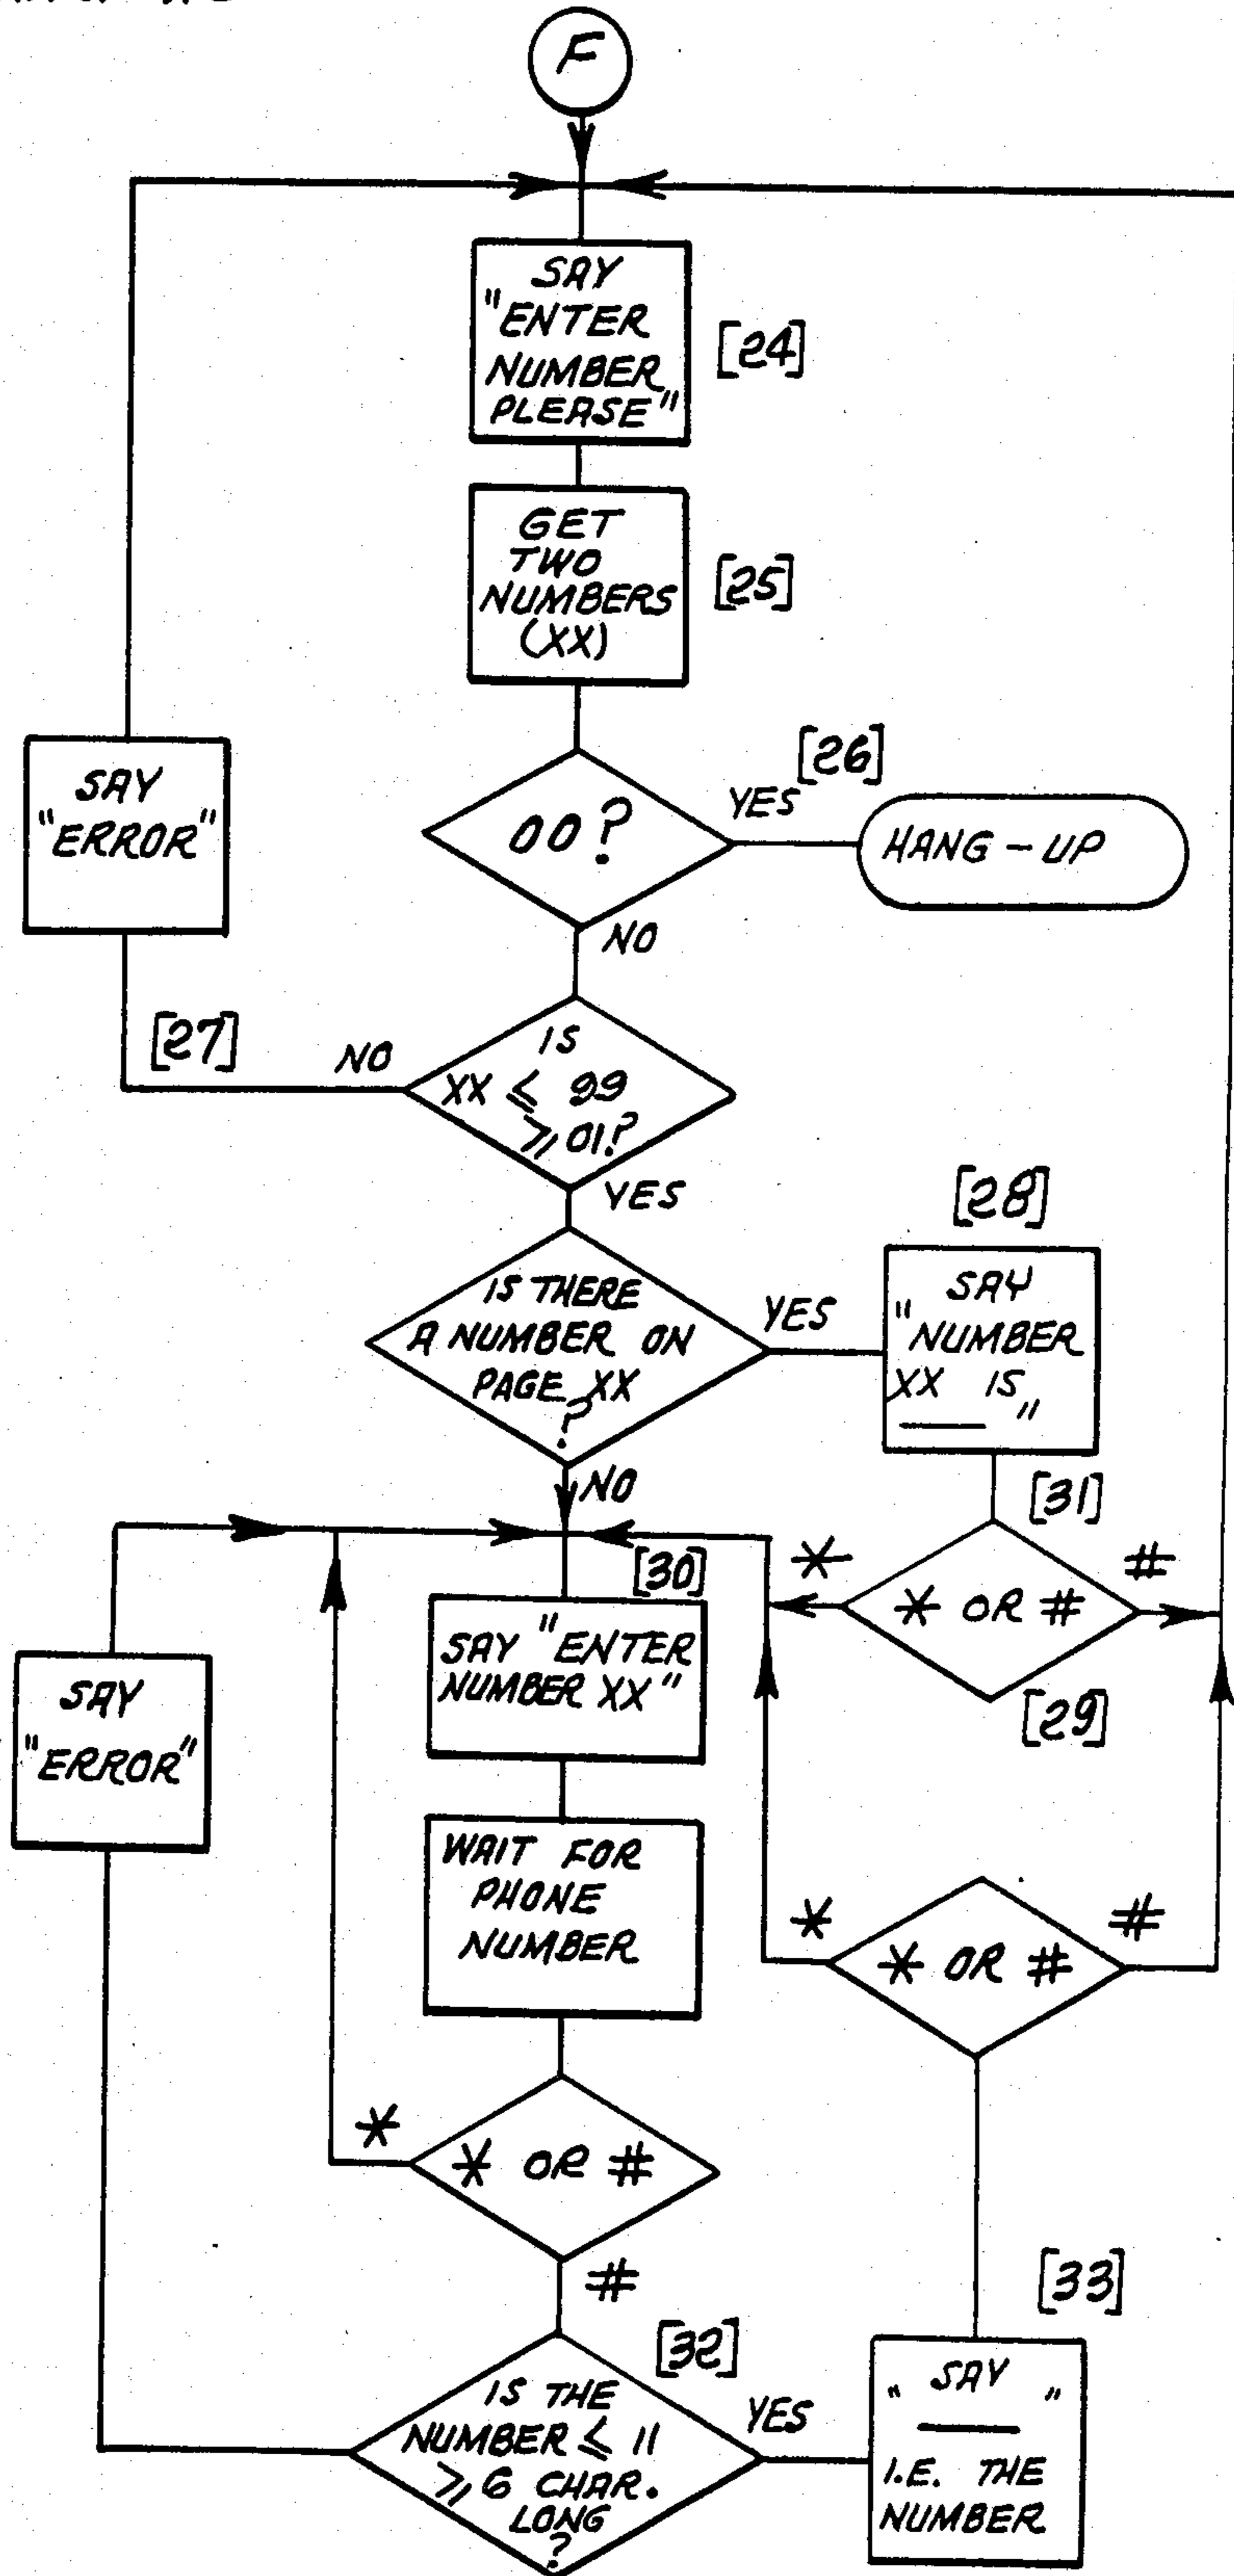 F
SAY
"ENTER
NUMBER
PLEASE"
[24]
GET
TWO
NUMBERS
(XX)
[25]
00?
YES
[26]
HANG-UP
NO
SAY
"ERROR"
[27]
NO
IS
XX ≤ 99
≥ 01?
YES
IS THERE
A NUMBER ON
PAGE XX
?
YES
[28]
SAY
"NUMBER
XX IS
___"
NO
[31]
* OR #
*
#
[29]
[30]
SAY "ENTER
NUMBER XX"
SAY
"ERROR"
WAIT FOR
PHONE
NUMBER
* OR #
*
#
* OR #
*
#
[32]
IS THE
NUMBER ≤ 11
≥ 6 CHAR.
LONG
?
YES
[33]
" SAY "
___
I.E. THE
NUMBER